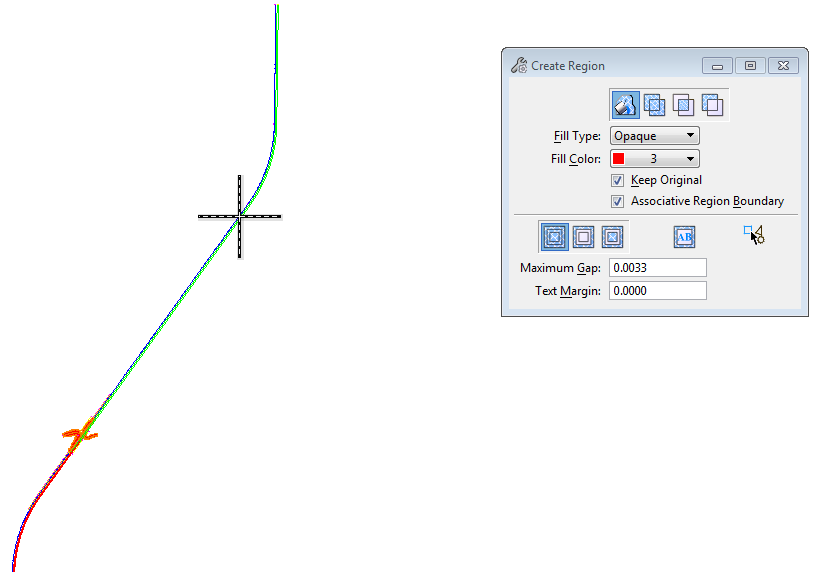 Create Region
Fill Type: Opaque
Fill Color: 3
Keep Original
Associative Region Boundary
AB
Maximum Gap: 0.0033
Text Margin: 0.0000